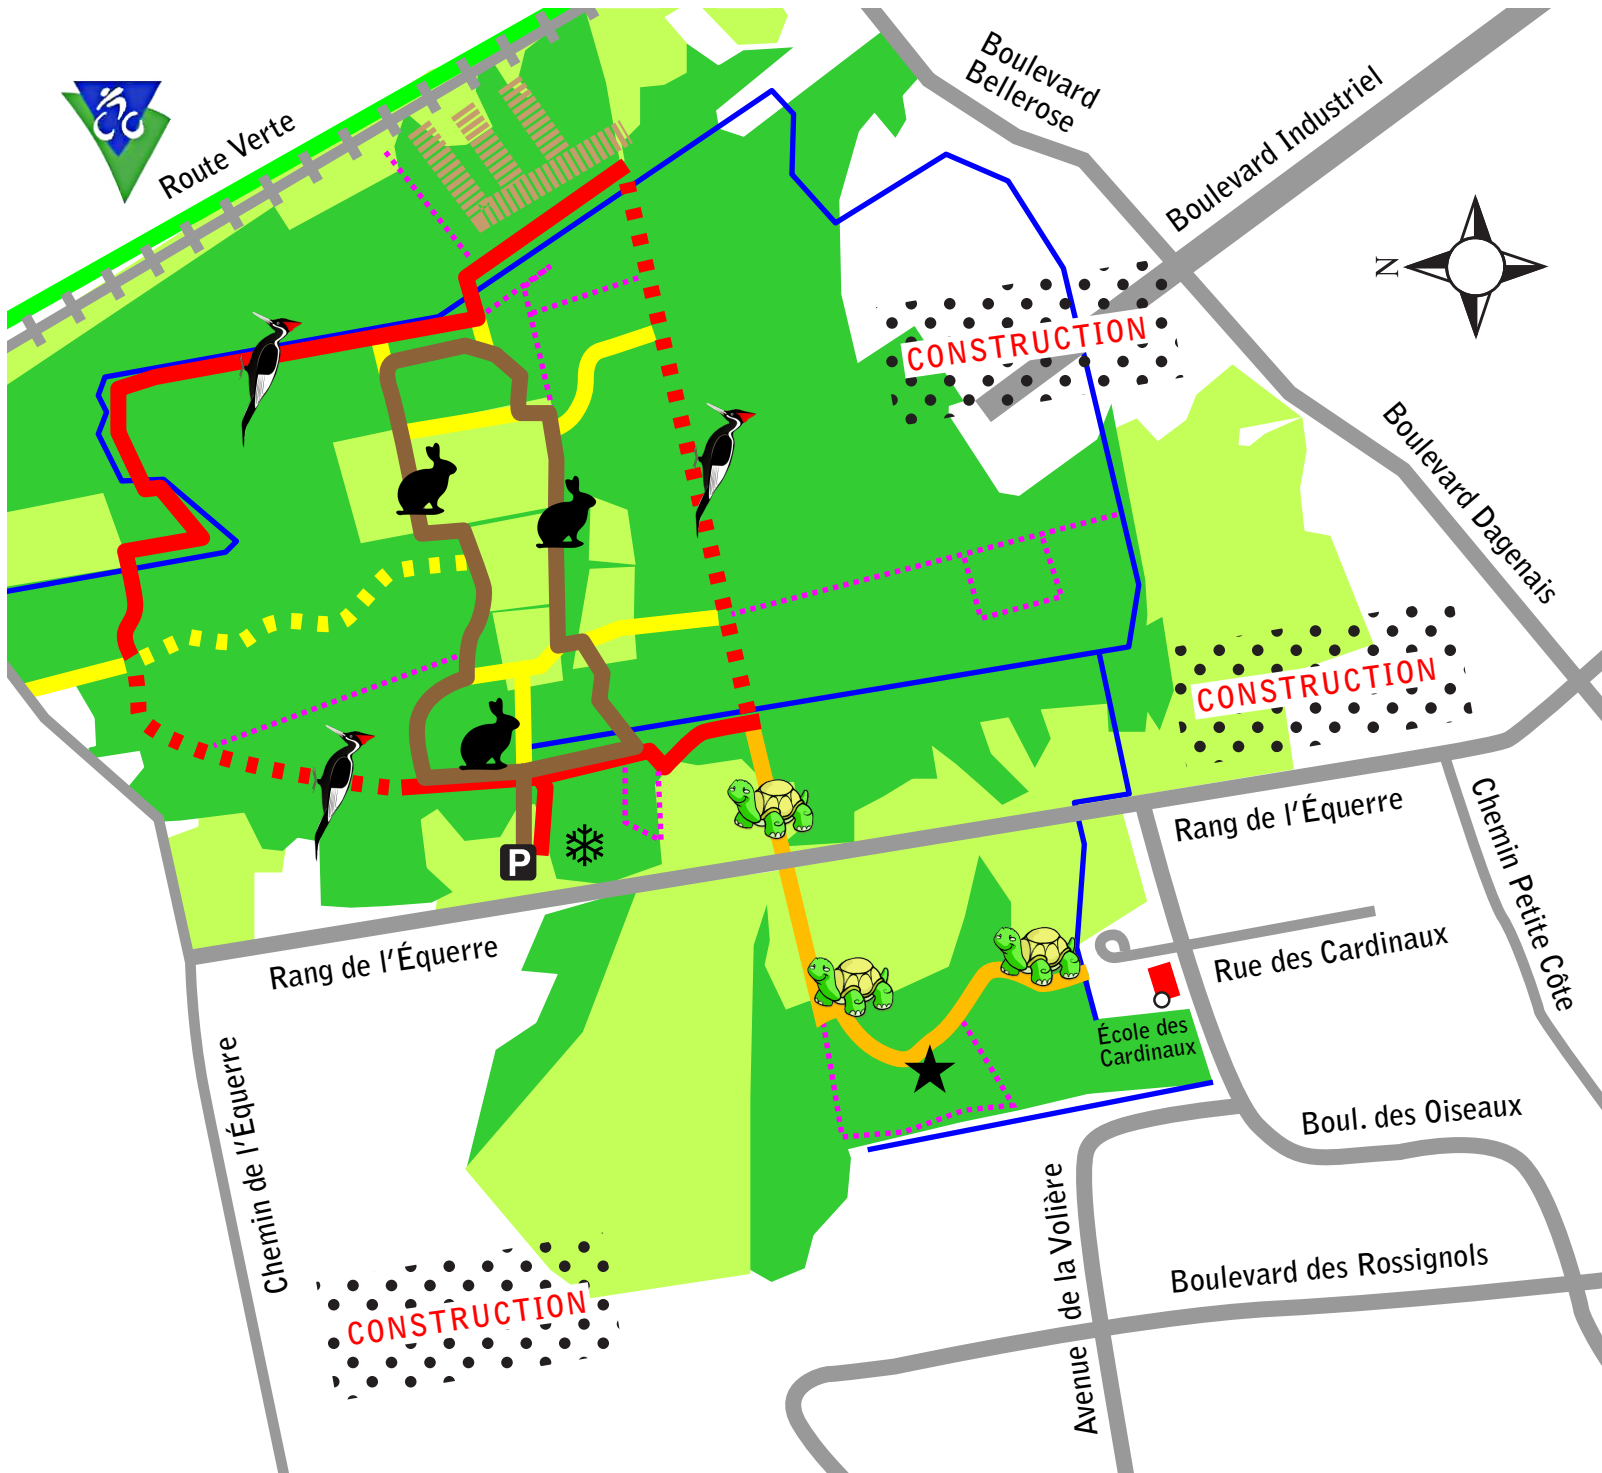 Boulevard
Bellerose
Boulevard Industriel
Route Verte
N
CONSTRUCTION
Boulevard Dagenais
CONSTRUCTION
Rang de l'Équerre
Chemin Petite Côte
P
Rang de l'Équerre
Rue des Cardinaux
École des
Cardinaux
Chemin de l'Équerre
Boul. des Oiseaux
Avenue de la Volière
Boulevard des Rossignols
CONSTRUCTION